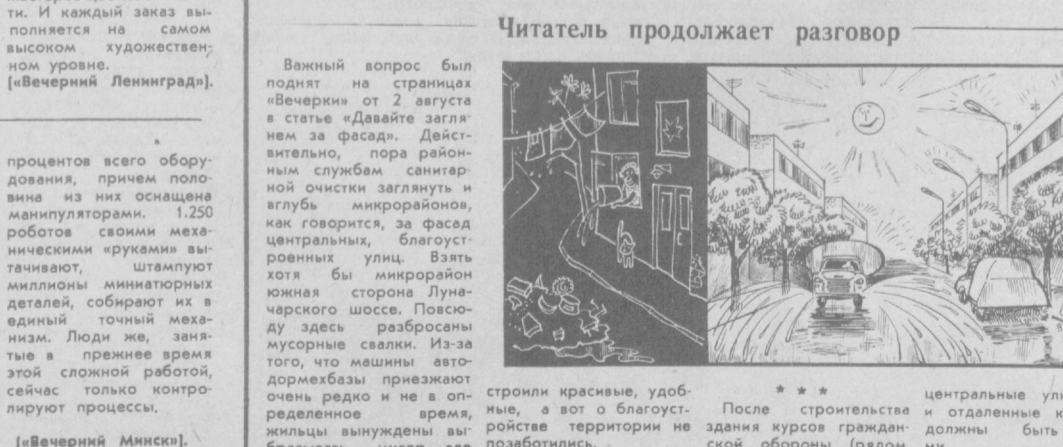 ти. И каждый заказ вы-
полняется на самом
высоком художествен-
ном уровне.
[«Вечерний Ленинград»].
процентов всего обору-
дования, причем поло-
вина из них оснащена
манипуляторами. 1.250
роботов своими меха-
ническими «руками» вы-
тачивают, штампуют
миллионы миниатюрных
деталей, собирают их в
единый точный меха-
низм. Люди же, заня-
тые в прежнее время
этой сложной работой,
сейчас только контро-
лируют процессы.
[«Вечерний Минск»].
Читатель продолжает разговор
Важный вопрос был
поднят на страницах
«Вечерки» от 2 августа
в статье «Давайте загля-
нем за фасад». Дейст-
вительно, пора район-
ным службам санитар-
ной очистки заглянуть и
вглубь микрорайонов,
как говорится, за фасад
центральных, благоуст-
роенных улиц. Взять
хотя бы микрорайон
южная сторона Луна-
чарского шоссе. Повсю-
ду здесь разбросаны
мусорные свалки. Из-за
того, что машины авто-
дормехбазы приезжают
очень редко и не в оп-
ределенное время,
жильцы вынуждены вы-
строили красивые, удоб-
ные, а вот о благоуст-
ройстве территории не
позаботились.
* * *
После строительства
здания курсов граждан-
ской обороны (рядом
центральные
и отдаленные
должны быть